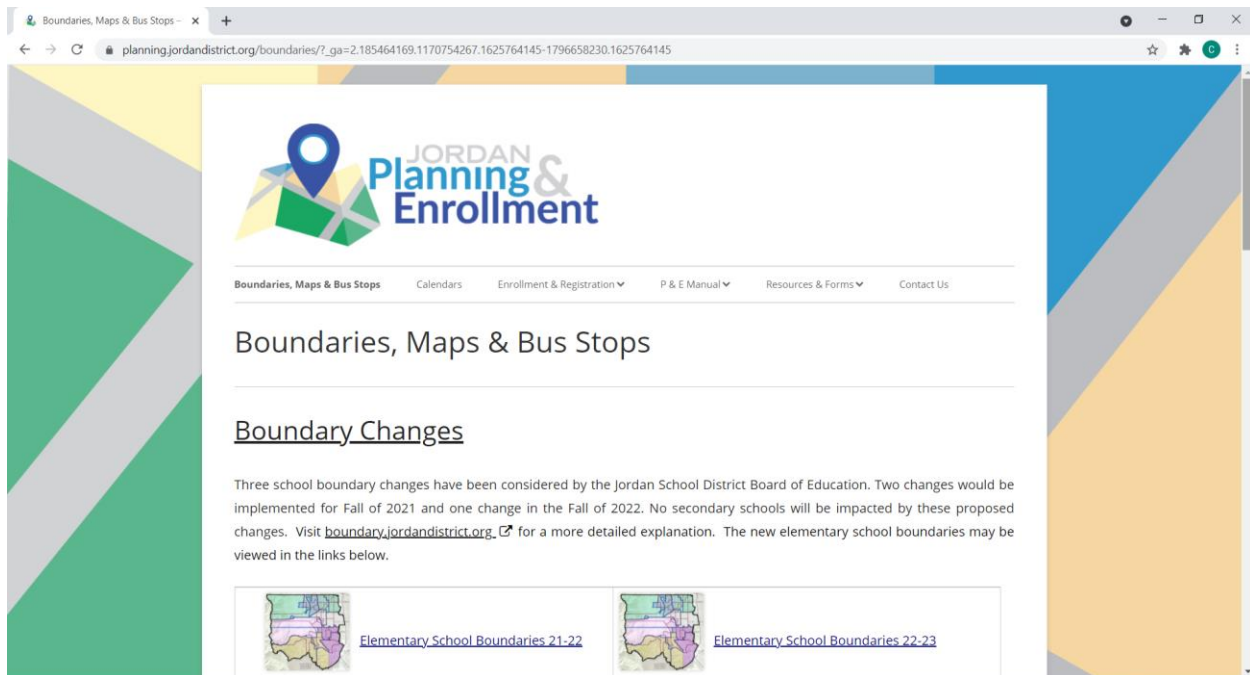 Boundaries, Maps & Bus Stops –
planning.jordandistrict.org/boundaries/?_ga=2.185464169.1170754267.1625764145-1796658230.1625764145
C
JORDAN
Planning &
Enrollment
Boundaries, Maps & Bus Stops Calendars Enrollment & Registration P & E Manual Resources & Forms Contact Us
Boundaries, Maps & Bus Stops
Boundary Changes
Three school boundary changes have been considered by the Jordan School District Board of Education. Two changes would be
implemented for Fall of 2021 and one change in the Fall of 2022. No secondary schools will be impacted by these proposed
changes. Visit boundary.jordandistrict.org for a more detailed explanation. The new elementary school boundaries may be
viewed in the links below.
Elementary School Boundaries 21-22 Elementary School Boundaries 22-23